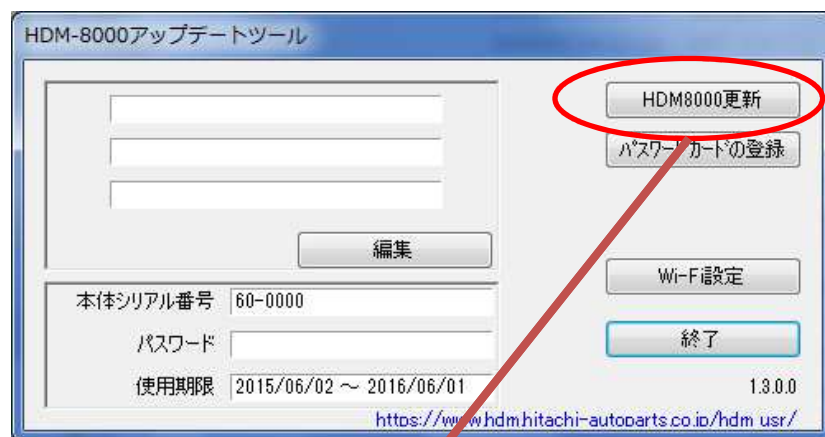 HDM-8000アップデートツール
HDM8000更新
パスワードカードの登録
編集
Wi-Fi設定
本体シリアル番号 60-0000
パスワード
終了
使用期限 2015/06/02 ～ 2016/06/01
1.3.0.0
https://www.hdm.hitachi-autoparts.co.jp/hdm_usr/